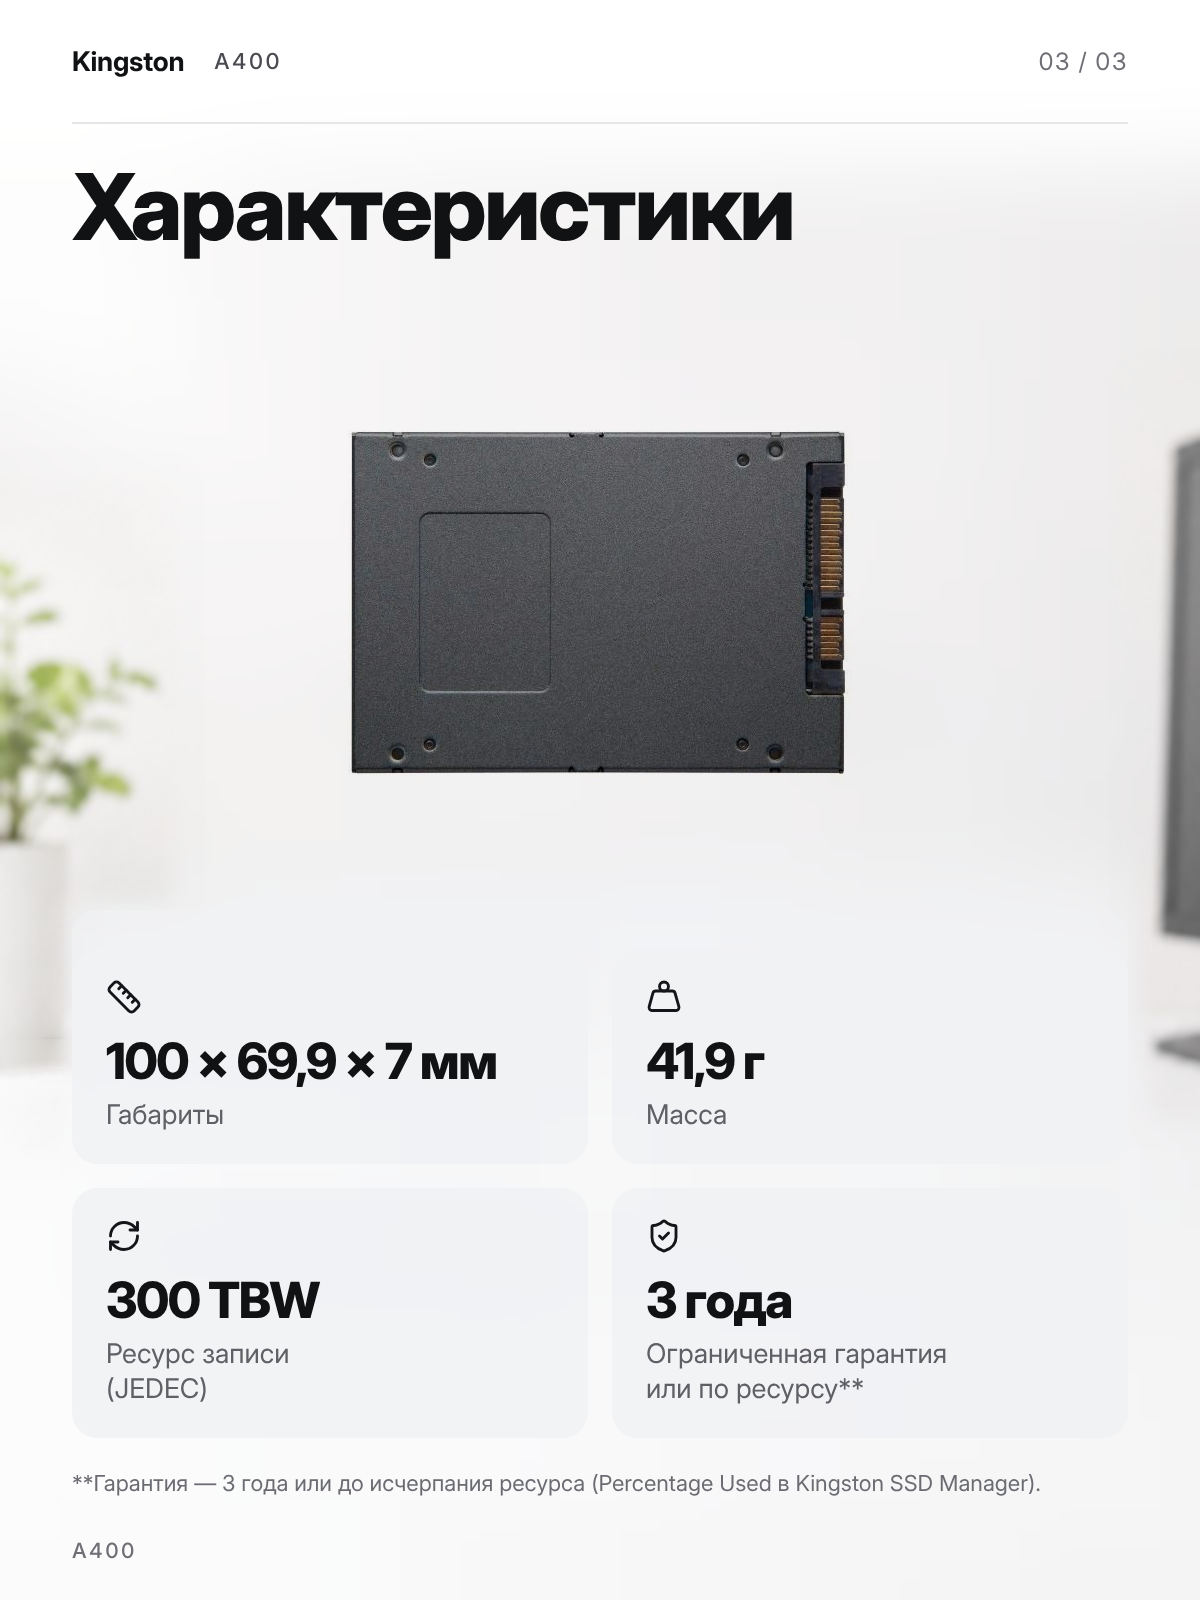 Kingston A400 03 / 03
Характеристики
100 × 69,9 × 7 мм
Габариты
41,9 г
Масса
300 TBW
Ресурс записи
(JEDEC)
3 года
Ограниченная гарантия
или по ресурсу**
**Гарантия — 3 года или до исчерпания ресурса (Percentage Used в Kingston SSD Manager).
A400